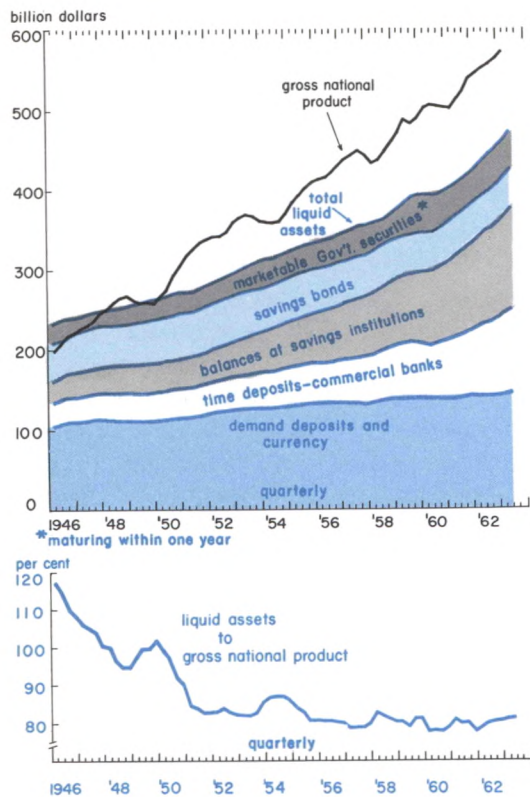 billion dollars
600
gross national
product
500
400
total
liquid
assets
marketable Gov't. securities*
300
savings bonds
200
balances at savings institutions
time deposits–commercial banks
100
demand deposits and
currency
quarterly
0
1946 '48 '50 '52 '54 '56 '58 '60 '62
*maturing within one year
per cent
120
110
liquid assets
to
gross national product
100
90
80
quarterly
1946 '48 '50 '52 '54 '56 '58 '60 '62